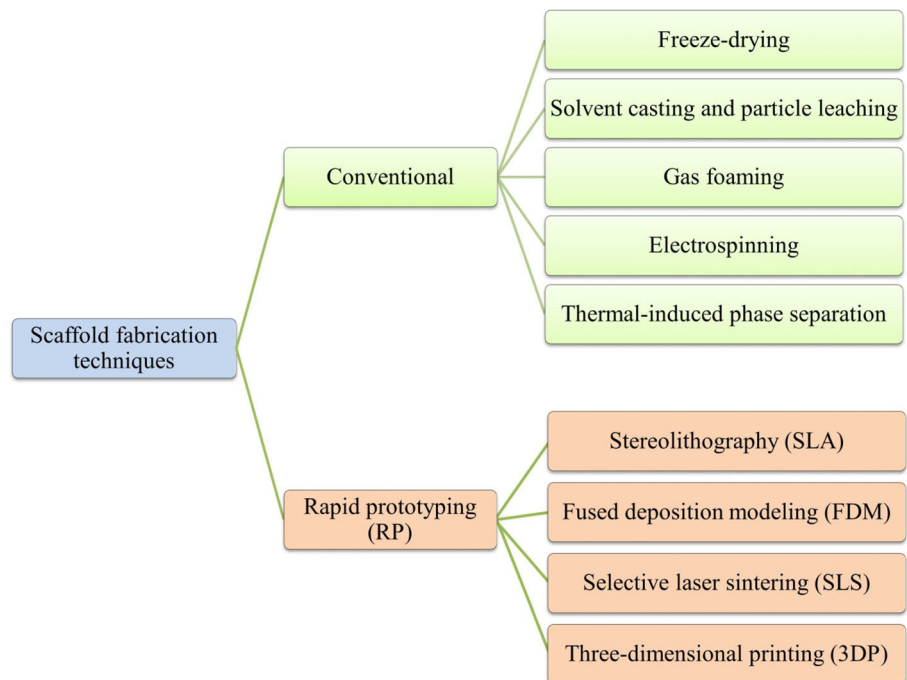 Freeze-drying
Solvent casting and particle leaching
Conventional
Gas foaming
Electrospinning
Thermal-induced phase separation
Scaffold fabrication
techniques
Stereolithography (SLA)
Rapid prototyping
(RP)
Fused deposition modeling (FDM)
Selective laser sintering (SLS)
Three-dimensional printing (3DP)